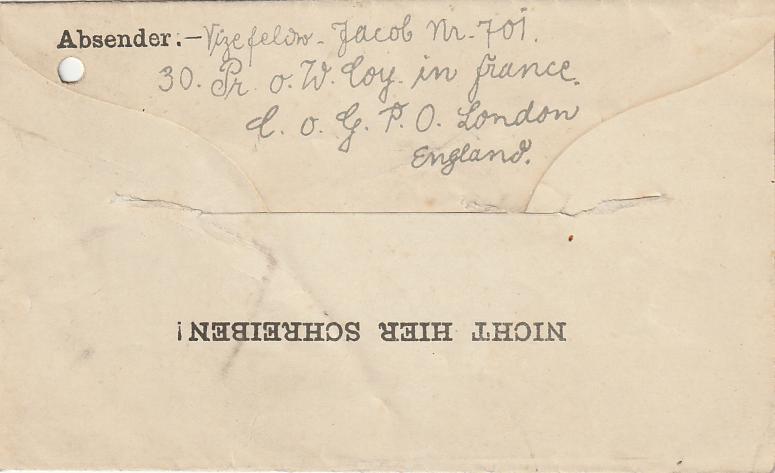 Absender:-Vizefeldw. Jacob Nr. 701.
30. Pr. o. W. Coy. in france.
C. o. G. P. O. London
England.
NICHT HIER SCHREIBEN!